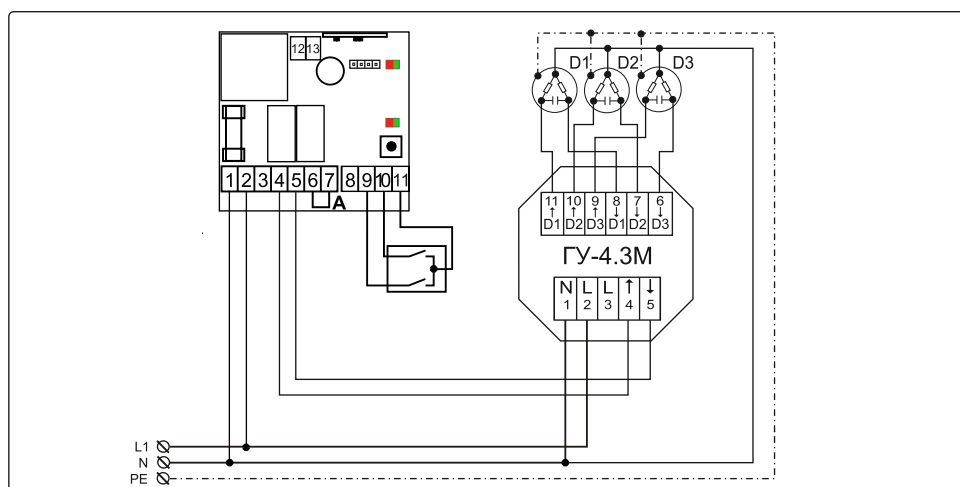 12 13
1 2 3 4 5 6 7 8 9 10 11
A
D1 D2 D3
11 10 9 8 7 6
↑ ↑ ↑ ↓ ↓ ↓
D1 D2 D3 D1 D2 D3
ГУ-4.3М
N L L ↑ ↓
1 2 3 4 5
L1
N
PE